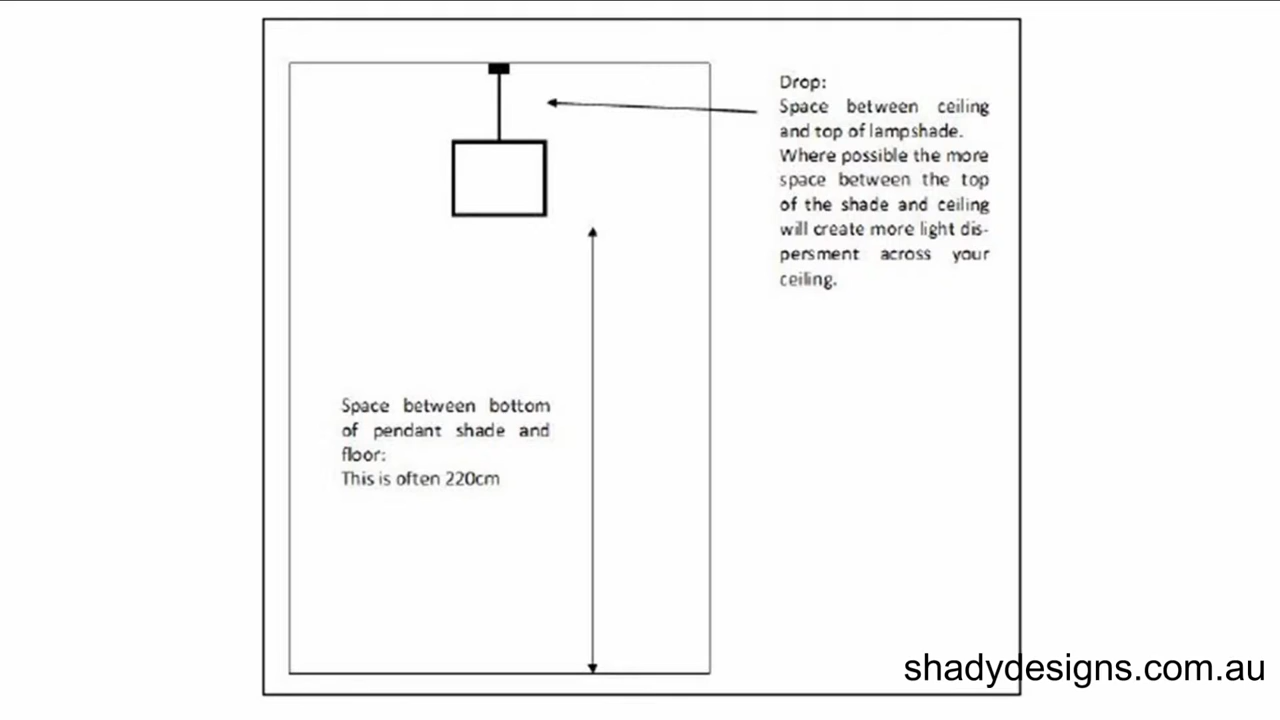 Drop:
Space between ceiling
and top of lampshade.
Where possible the more
space between the top
of the shade and ceiling
will create more light dis-
persment across your
ceiling.
Space between bottom
of pendant shade and
floor:
This is often 220cm
shadydesigns.com.au